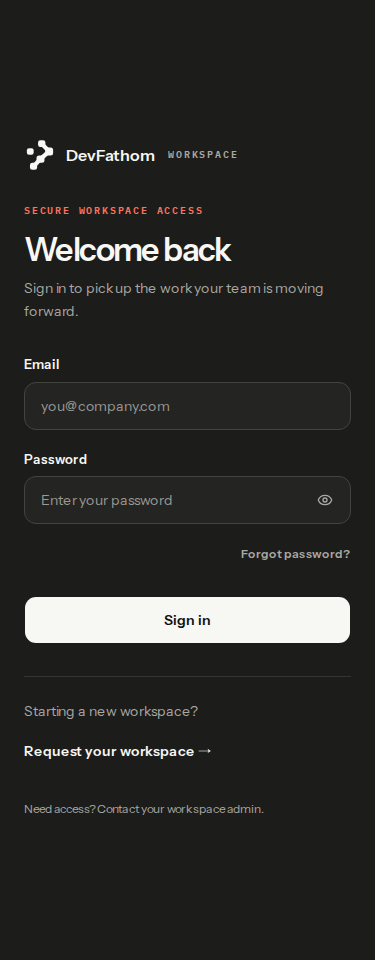 DevFathom WORKSPACE
SECURE WORKSPACE ACCESS
Welcome back
Sign in to pick up the work your team is moving
forward.
Email
you@company.com
Password
Enter your password
Forgot password?
Sign in
Starting a new workspace?
Request your workspace →
Need access? Contact your workspace admin.